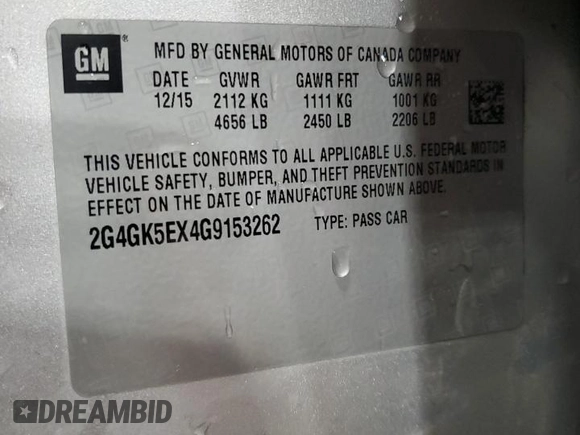 GM ® MFD BY GENERAL MOTORS OF CANADA COMPANY
DATE GVWR GAWR FRT GAWR RR
12/15 2112 KG 1111 KG 1001 KG
4656 LB 2450 LB 2206 LB
THIS VEHICLE CONFORMS TO ALL APPLICABLE U.S. FEDERAL MOTOR
VEHICLE SAFETY, BUMPER, AND THEFT PREVENTION STANDARDS IN
EFFECT ON THE DATE OF MANUFACTURE SHOWN ABOVE.
2G4GK5EX4G9153262 TYPE: PASS CAR
DREAMBID